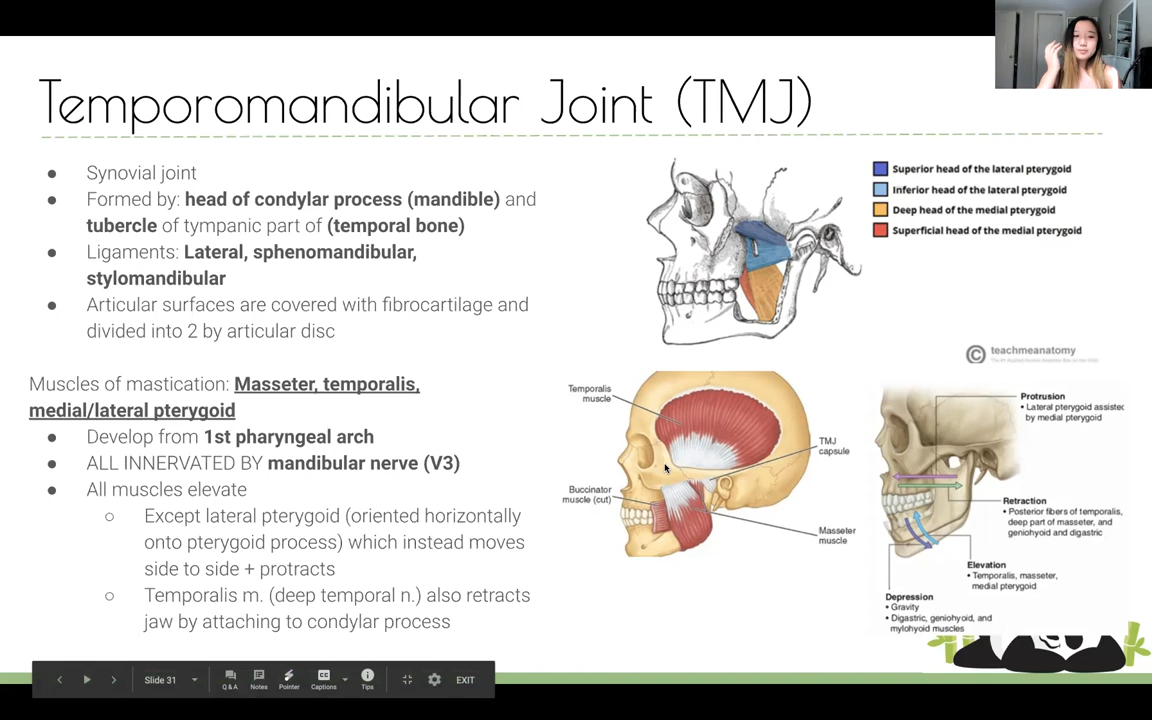 Temporomandibular Joint (TMJ)
● Synovial joint
● Formed by: head of condylar process (mandible) and
tubercle of tympanic part of (temporal bone)
● Ligaments: Lateral, sphenomandibular,
stylomandibular
● Articular surfaces are covered with fibrocartilage and
divided into 2 by articular disc
Muscles of mastication: Masseter, temporalis,
medial/lateral pterygoid
● Develop from 1st pharyngeal arch
● ALL INNERVATED BY mandibular nerve (V3)
● All muscles elevate
○ Except lateral pterygoid (oriented horizontally
onto pterygoid process) which instead moves
side to side + protracts
○ Temporalis m. (deep temporal n.) also retracts
jaw by attaching to condylar process
Superior head of the lateral pterygoid
Inferior head of the lateral pterygoid
Deep head of the medial pterygoid
Superficial head of the medial pterygoid
© teachmeanatomy
Temporalis
muscle
TMJ
capsule
Buccinator
muscle (cut)
Masseter
muscle
Protrusion
• Lateral pterygoid assisted
by medial pterygoid
Retraction
• Posterior fibers of temporalis,
deep part of masseter, and
geniohyoid and digastric
Elevation
• Temporalis, masseter,
medial pterygoid
Depression
• Gravity
• Digastric, geniohyoid, and
mylohyoid muscles
Slide 31
Q & A
Notes
Pointer
CC
Captions
Tips
EXIT